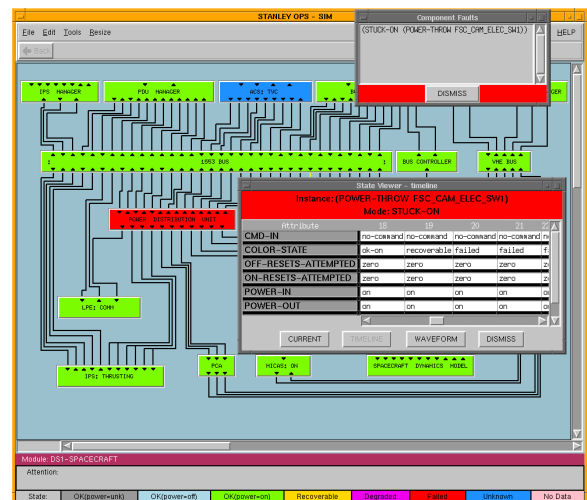 STANLEY OPS - SIM
File Edit Tools Resize
HELP
Back
Component Faults
(STUCK-ON (POWER-THROW FSC_CAM_ELEC_SW1))
DISMISS
IPS MANAGER
PDU MANAGER
ACS: TVC
1553 BUS
BUS CONTROLLER
VME BUS
POWER DISTRIBUTION UNIT
State Viewer - timeline
Instance: (POWER-THROW FSC_CAM_ELEC_SW1)
Mode: STUCK-ON
Attribute 18 19 20 21
CMD-IN no-command no-command no-command no-command
COLOR-STATE ok-on recoverable failed failed
OFF-RESETS-ATTEMPTED zero zero zero zero
ON-RESETS-ATTEMPTED zero zero zero zero
POWER-IN on on on on
POWER-OUT on on on on
CURRENT TIMELINE WAVEFORM DISMISS
LPE: COMM
IPS: THRUSTING
PCA
MICAS: ON
SPACECRAFT DYNAMICS MODEL
Module: DS1-SPACECRAFT
Attention:
State: OK(power=unk) OK(power=off) OK(power=on) Recoverable Degraded Failed Unknown No Data